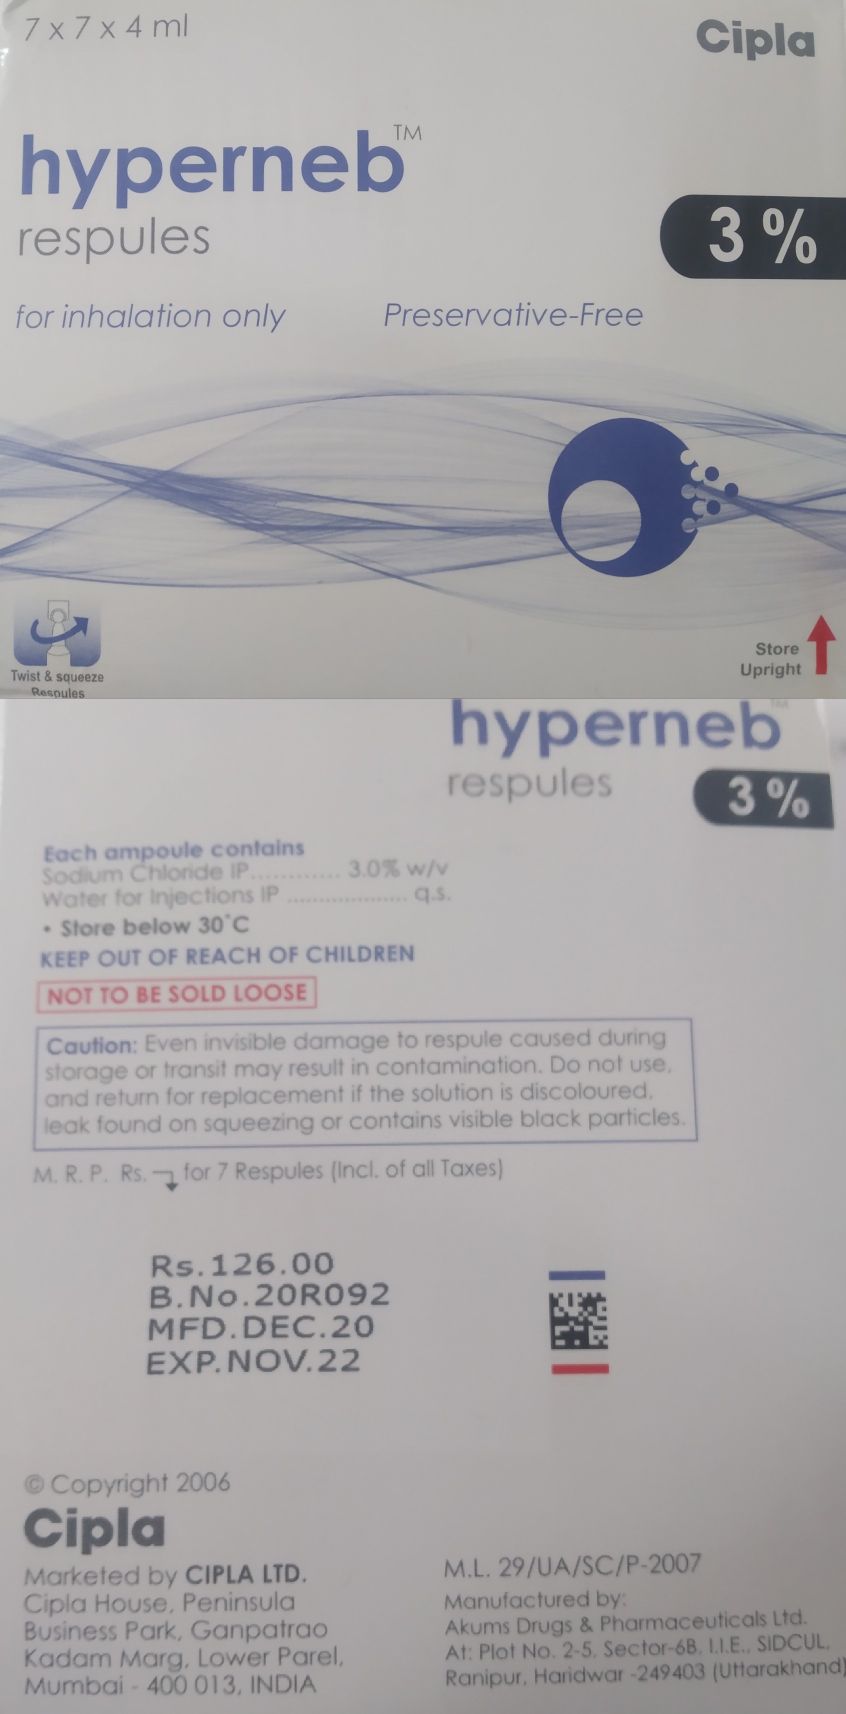 7 x 7 x 4 ml
Cipla
hyperneb™
respules
3 %
for inhalation only
Preservative-Free
Twist & squeeze
Respules
Store
Upright
hyperneb™
respules
3 %
Each ampoule contains
Sodium Chloride IP............ 3.0% w/v
Water for Injections IP ................... q.s.
• Store below 30°C
KEEP OUT OF REACH OF CHILDREN
NOT TO BE SOLD LOOSE
Caution: Even invisible damage to respule caused during
storage or transit may result in contamination. Do not use,
and return for replacement if the solution is discoloured,
leak found on squeezing or contains visible black particles.
M. R. P. Rs. for 7 Respules (Incl. of all Taxes)
Rs.126.00
B.No.20R092
MFD.DEC.20
EXP.NOV.22
© Copyright 2006
Cipla
Marketed by CIPLA LTD.
Cipla House, Peninsula
Business Park, Ganpatrao
Kadam Marg, Lower Parel,
Mumbai - 400 013, INDIA
M.L. 29/UA/SC/P-2007
Manufactured by:
Akums Drugs & Pharmaceuticals Ltd.
At: Plot No. 2-5, Sector-6B, I.I.E., SIDCUL,
Ranipur, Haridwar -249403 (Uttarakhand)